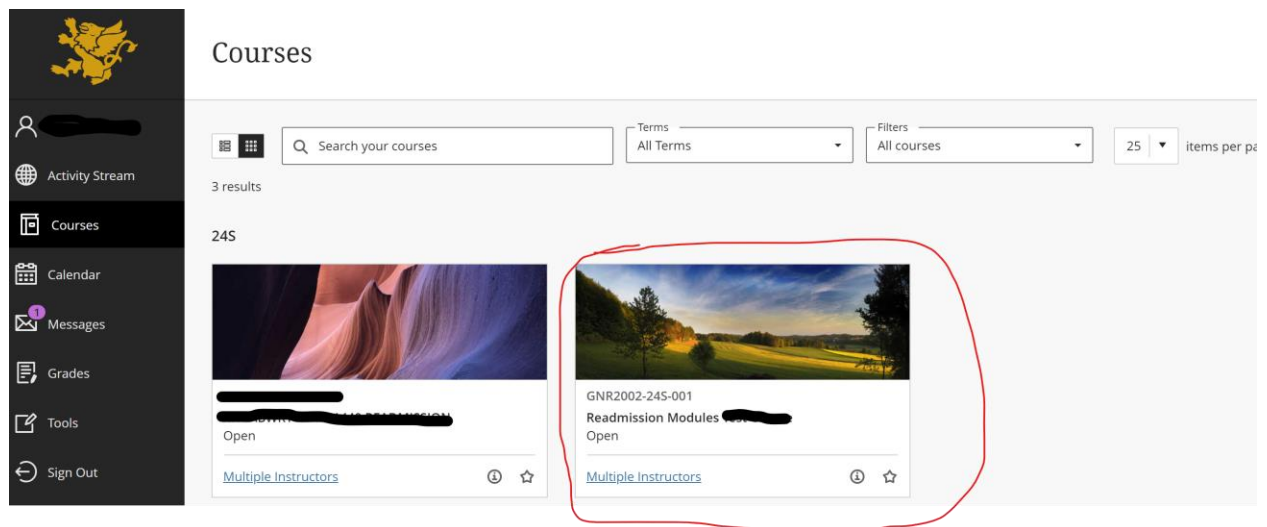 Courses
Activity Stream
Courses
Calendar
1
Messages
Grades
Tools
Sign Out
Search your courses
Terms
All Terms
Filters
All courses
25
items per pa
3 results
24S
Open
Multiple Instructors
GNR2002-24S-001
Readmission Modules
Open
Multiple Instructors